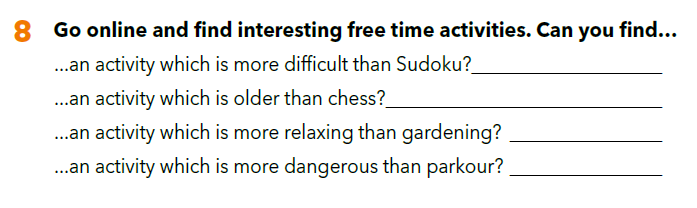 8 Go online and find interesting free time activities. Can you find...
...an activity which is more difficult than Sudoku?____________________
...an activity which is older than chess?____________________
...an activity which is more relaxing than gardening? ____________________
...an activity which is more dangerous than parkour? ____________________